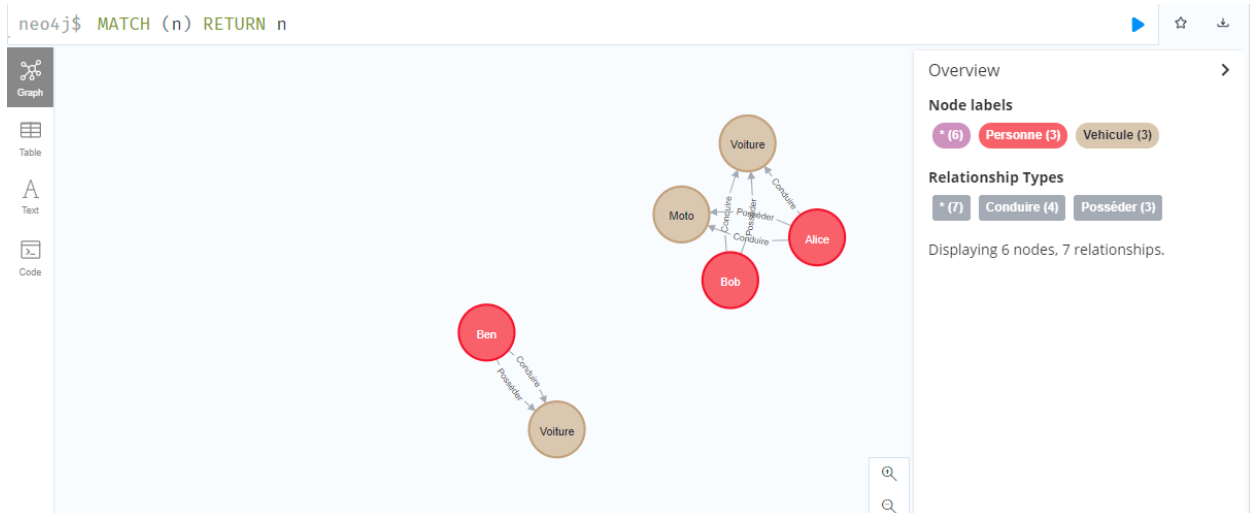 neo4j$ MATCH (n) RETURN n
Graph
Table
Text
Code
Voiture
Moto
Conduire
Posséder
Conduire
Posséder
Conduire
Alice
Bob
Ben
Conduire
Posséder
Voiture
Overview
Node labels
* (6) Personne (3) Vehicule (3)
Relationship Types
* (7) Conduire (4) Posséder (3)
Displaying 6 nodes, 7 relationships.